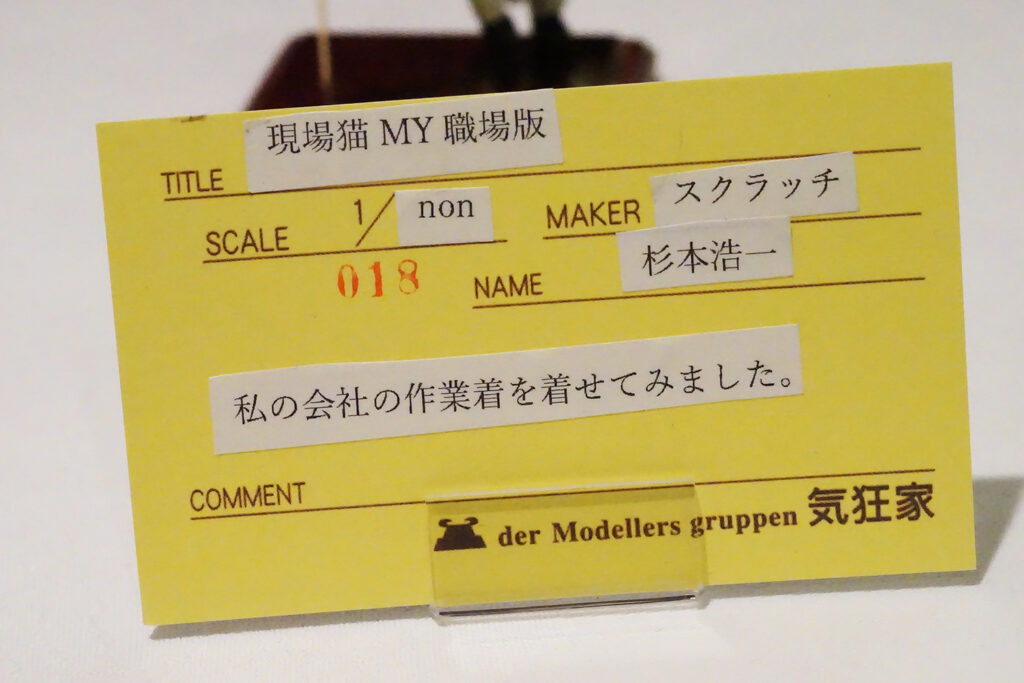 TITLE 現場猫 MY 職場版
SCALE 1/non MAKER スクラッチ
018 NAME 杉本浩一
私の会社の作業着を着せてみました。
COMMENT
der Modellers gruppen 気狂家